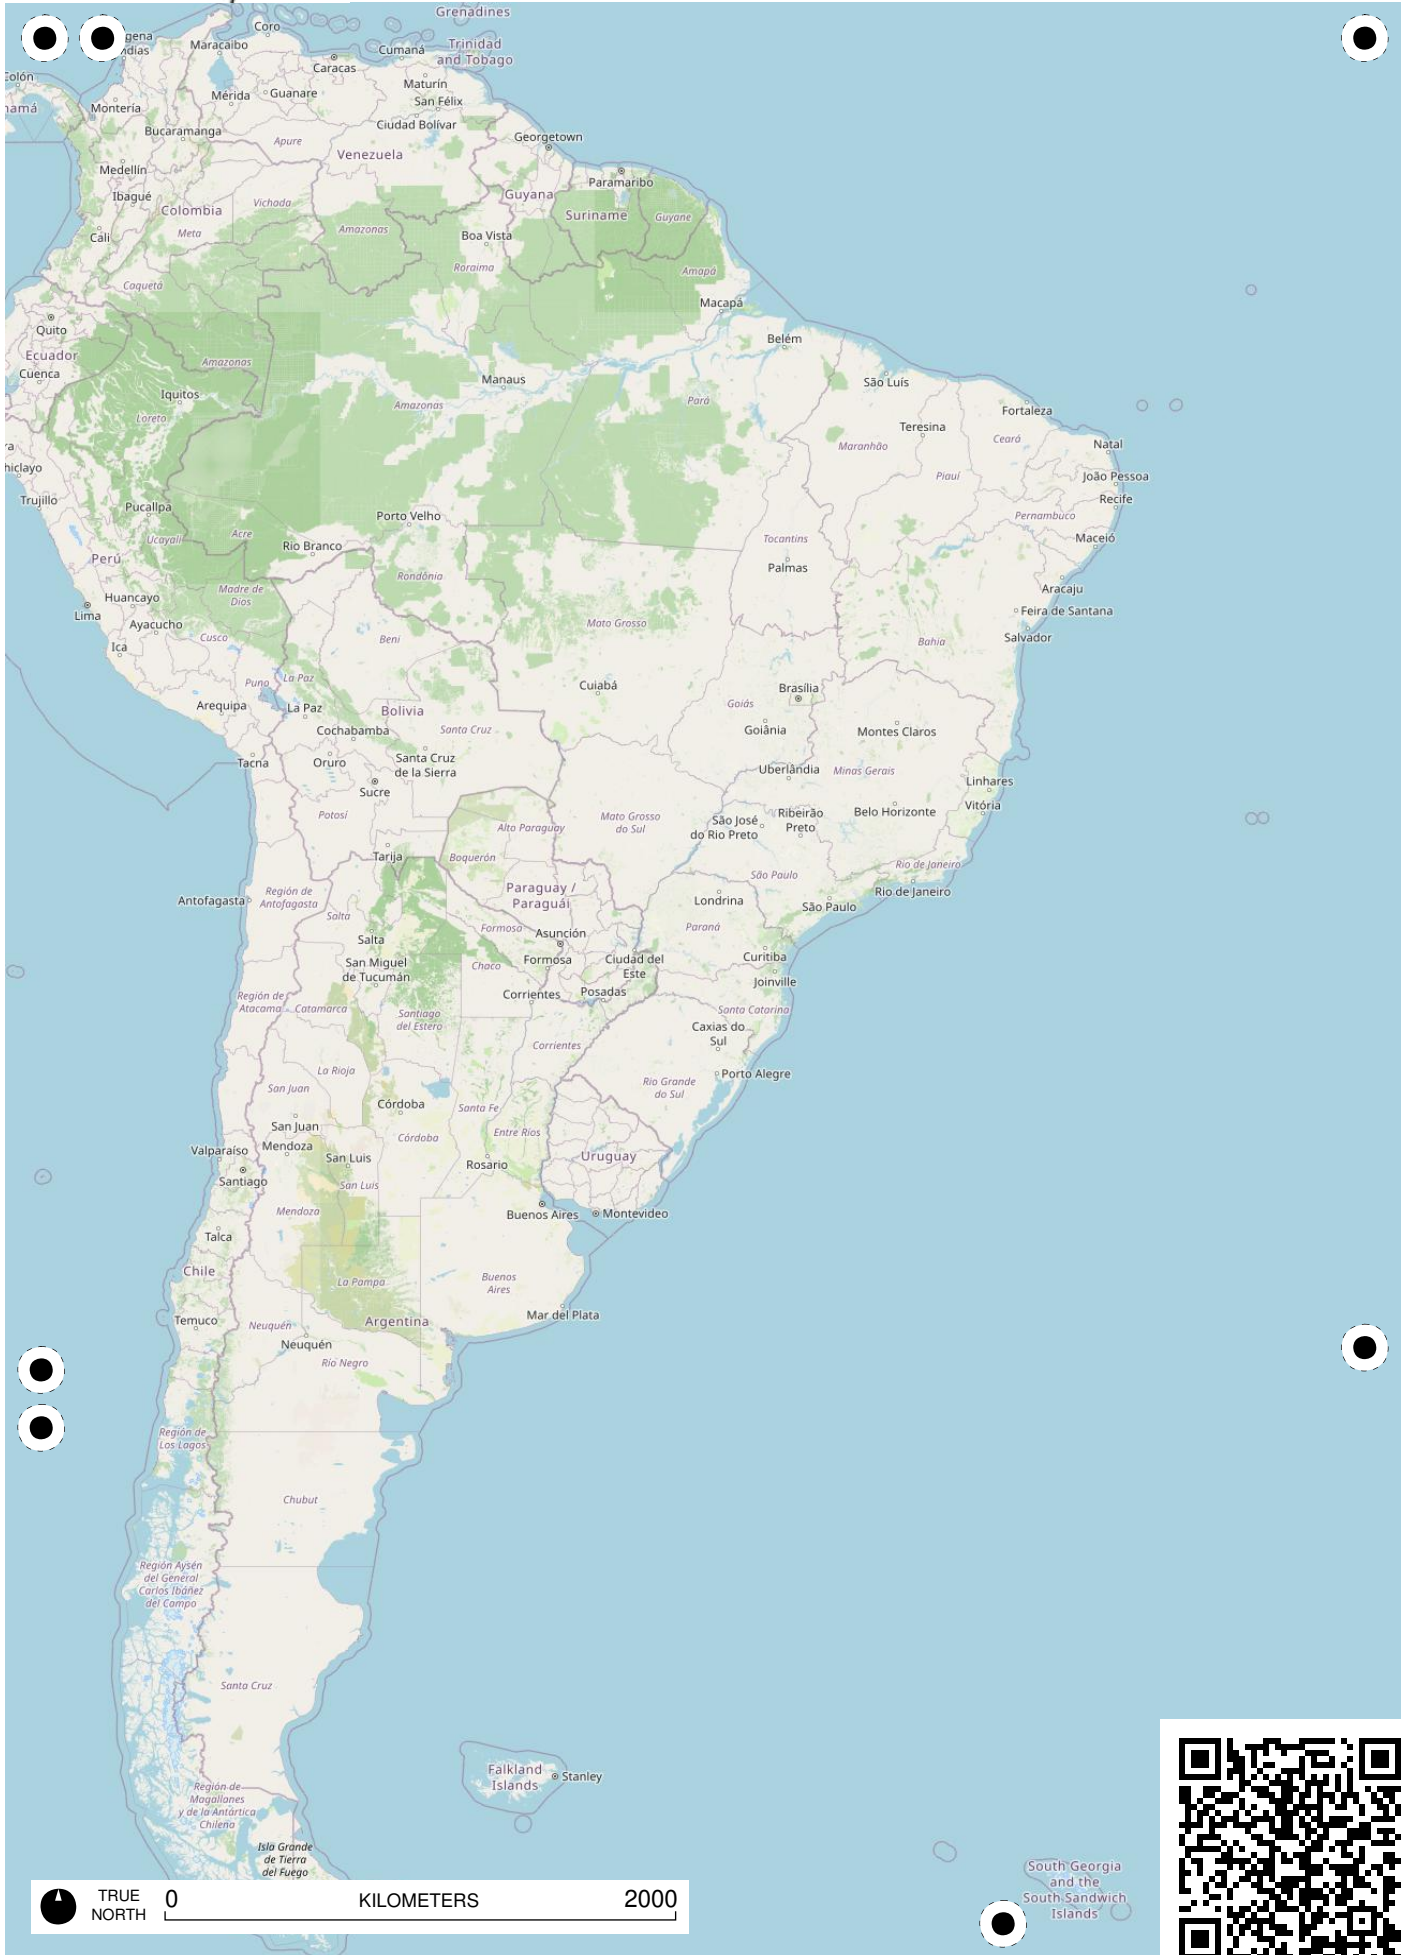 Grenadines
Coro
gena
ndias
Maracaibo
Cumaná
Trinidad
and Tobago
Caracas
Colón
Maturín
Mérida
Guanare
San Félix
namá
Montería
Bucaramanga
Ciudad Bolívar
Georgetown
Apure
Venezuela
Medellín
Paramaribo
Ibagué
Vichada
Guyana
Colombia
Suriname
Guyane
Cali
Meta
Amazonas
Boa Vista
Roraima
Amapá
Caquetá
Macapá
Quito
Belém
Ecuador
Amazonas
Cuenca
Manaus
São Luís
Iquitos
Amazonas
Pará
Fortaleza
Loreto
Teresina
Ceará
Natal
ra
Maranhão
hiclayo
Piauí
João Pessoa
Trujillo
Pucallpa
Porto Velho
Recife
Pernambuco
Acre
Ucayali
Rio Branco
Tocantins
Maceió
Perú
Palmas
Rondônia
Madre de
Dios
Aracaju
Huancayo
Lima
Ayacucho
Mato Grosso
Feira de Santana
Cusco
Beni
Bahia
Salvador
Ica
Puno
La Paz
Cuiabá
Brasília
Arequipa
La Paz
Bolivia
Goiás
Cochabamba
Santa Cruz
Goiânia
Montes Claros
Tacna
Oruro
Santa Cruz
de la Sierra
Uberlândia
Minas Gerais
Linhares
Sucre
Vitória
Potosí
Mato Grosso
do Sul
São José
do Rio Preto
Ribeirão
Preto
Belo Horizonte
Alto Paraguay
Tarija
Boquerón
Rio de Janeiro
São Paulo
Región de
Antofagasta
Paraguay /
Paraguái
Rio de Janeiro
Antofagasta
Londrina
São Paulo
Salta
Formosa
Asunción
Paraná
Salta
San Miguel
de Tucumán
Chaco
Formosa
Ciudad del
Este
Curitiba
Joinville
Región de
Atacama
Catamarca
Corrientes
Posadas
Santiago
del Estero
Santa Catarina
Caxias do
Sul
Corrientes
La Rioja
Porto Alegre
San Juan
Rio Grande
do Sul
Córdoba
Santa Fe
San Juan
Entre Ríos
Córdoba
Valparaíso
Mendoza
San Luis
Rosario
Uruguay
Santiago
San Luis
Mendoza
Buenos Aires
Montevideo
Talca
Chile
La Pampa
Buenos
Aires
Temuco
Neuquén
Argentina
Mar del Plata
Neuquén
Río Negro
Región de
Los Lagos
Chubut
Región Aysén
del General
Carlos Ibáñez
del Campo
Santa Cruz
Falkland
Islands
Stanley
Región de
Magallanes
y de la Antártica
Chilena
Isla Grande
de Tierra
del Fuego
South Georgia
and the
South Sandwich
Islands
TRUE
NORTH
0 KILOMETERS 2000